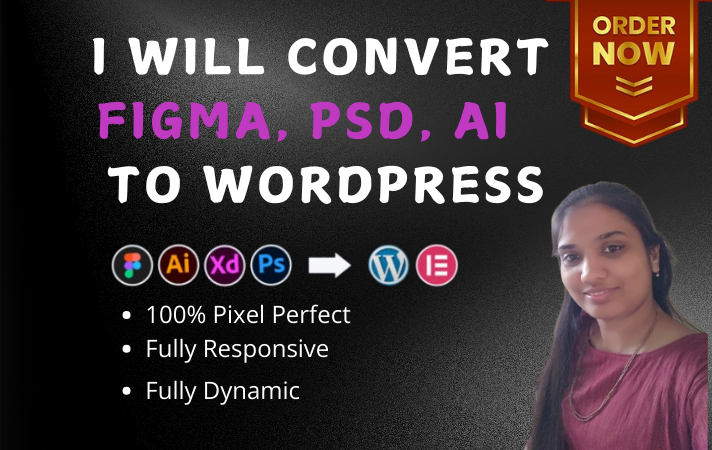 I WILL CONVERT
FIGMA, PSD, AI
TO WORDPRESS
ORDER
NOW
Ai Xd Ps
100% Pixel Perfect
Fully Responsive
Fully Dynamic